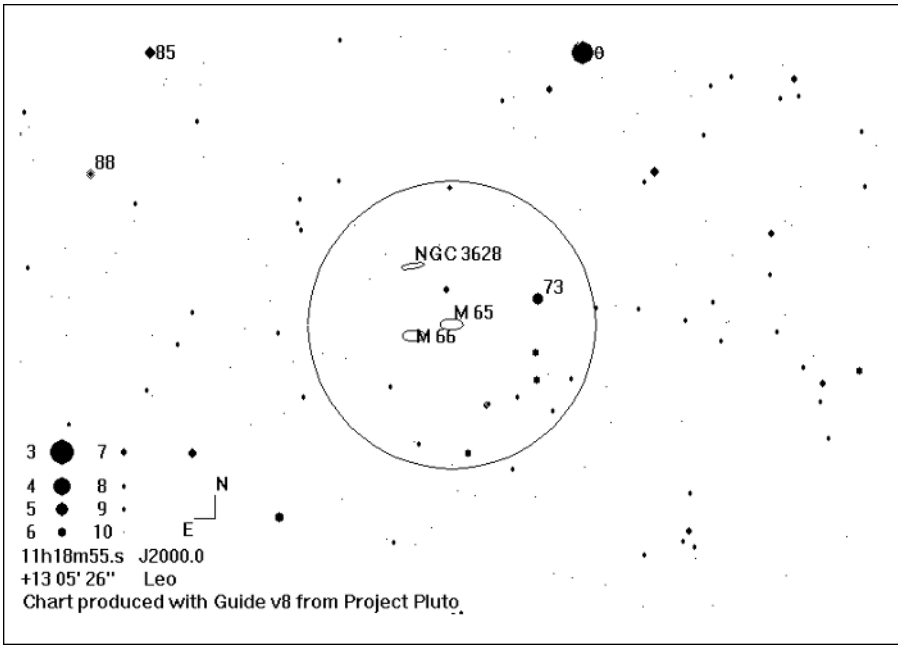 85
θ
88
NGC 3628
73
M 65
M 66
3 7
4 8
5 9
6 10
N
E
11h18m55.s J2000.0
+13 05' 26" Leo
Chart produced with Guide v8 from Project Pluto